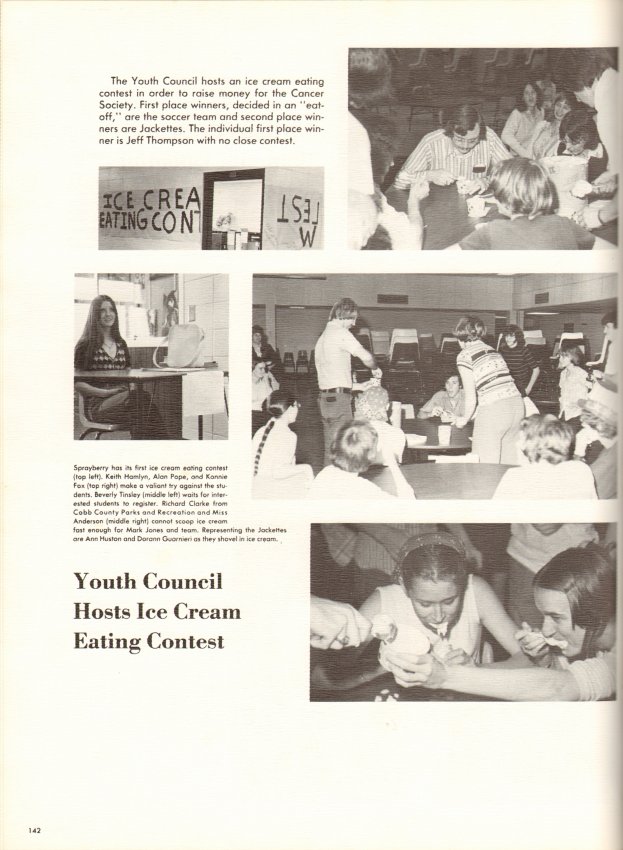 The Youth Council hosts an ice cream eating
contest in order to raise money for the Cancer
Society. First place winners, decided in an "eat-
off," are the soccer team and second place win-
ners are Jackettes. The individual first place win-
ner is Jeff Thompson with no close contest.
ICE CREA
EATING CONT
LEST
W
Sprayberry has its first ice cream eating contest
(top left). Keith Hamlyn, Alan Pope, and Konnie
Fox (top right) make a valiant try against the stu-
dents. Beverly Tinsley (middle left) waits for inter-
ested students to register. Richard Clarke from
Cobb County Parks and Recreation and Miss
Anderson (middle right) cannot scoop ice cream
fast enough for Mark Jones and team. Representing the Jackettes
are Ann Huston and Dorann Guarnieri as they shovel in ice cream.
Youth Council
Hosts Ice Cream
Eating Contest
142